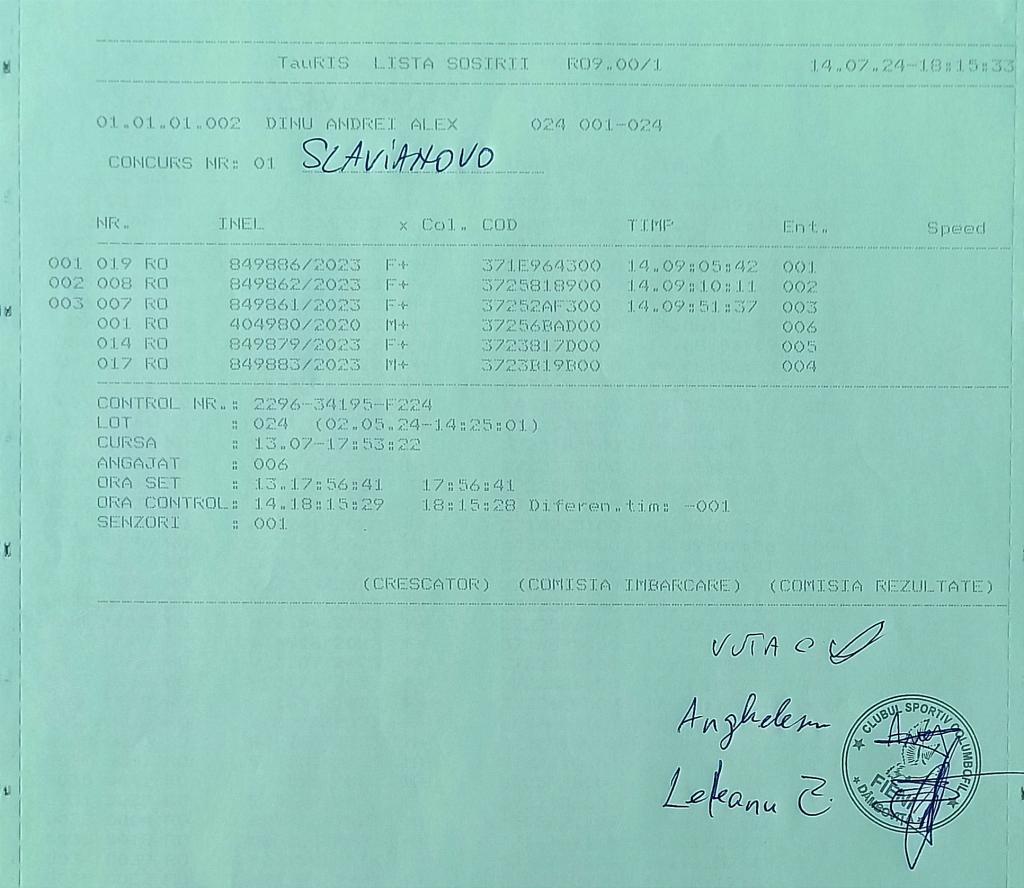 TauRIS LISTA SOSIRII RO9.00/1 14.07.24-18:15:33
01.01.01.002 DINU ANDREI ALEX 024 001-024
CONCURS NR: 01 SLAVIANOVO
NR. INEL x Col. COD TIMP Ent. Speed
001 019 RO 849886/2023 F+ 371E964300 14.09:05:42 001
002 008 RO 849862/2023 F+ 3725818900 14.09:10:11 002
003 007 RO 849861/2023 F+ 37252AF300 14.09:51:37 003
001 RO 404980/2020 M+ 37256BAD00 006
014 RO 849879/2023 F+ 3723817D00 005
017 RO 849883/2023 M+ 3723B19B00 004
CONTROL NR.: 2296-34195-F224
LOT : 024 (02.05.24-14:25:01)
CURSA : 13.07-17:53:22
ANGAJAT : 006
ORA SET : 13.17:56:41 17:56:41
ORA CONTROL: 14.18:15:29 18:15:28 Diferen.tim: -001
SENZORI : 001
(CRESCATOR) (COMISIA IMBARCARE) (COMISIA REZULTATE)
VUTA C
Anghelescu
Leleanu Z.
CLUBUL SPORTIV COLUMBOFIL
FIENI
DÂMBOVIȚA